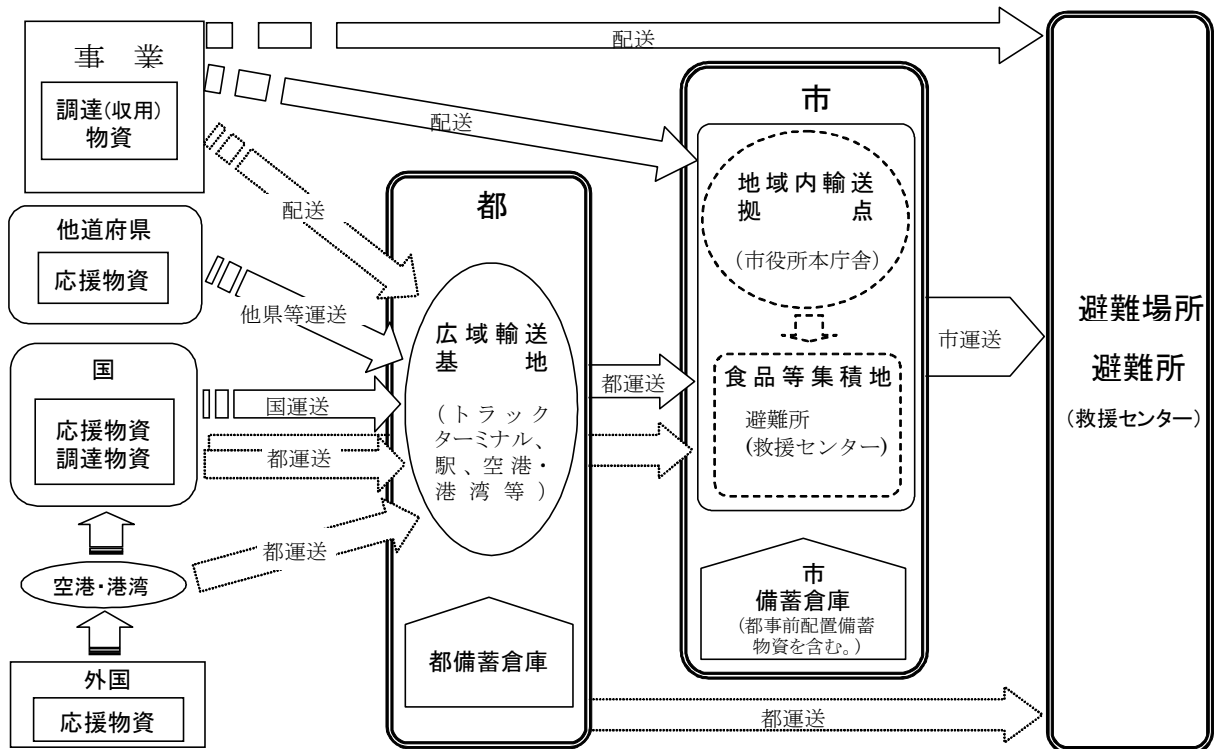 事 業
調達(収用)
物資
配送
配送
配送
他道府県
応援物資
他県等運送
国
応援物資
調達物資
国運送
都運送
空港・港湾
都運送
外国
応援物資
都
広域輸送
基 地
(トラック
ターミナル、
駅、空港・
港湾等)
都備蓄倉庫
都運送
都運送
市
地域内輸送
拠 点
(市役所本庁舎)
食品等集積地
避難所
(救援センター)
市
備蓄倉庫
(都事前配置備蓄
物資を含む。)
市運送
避難場所
避難所
(救援センター)